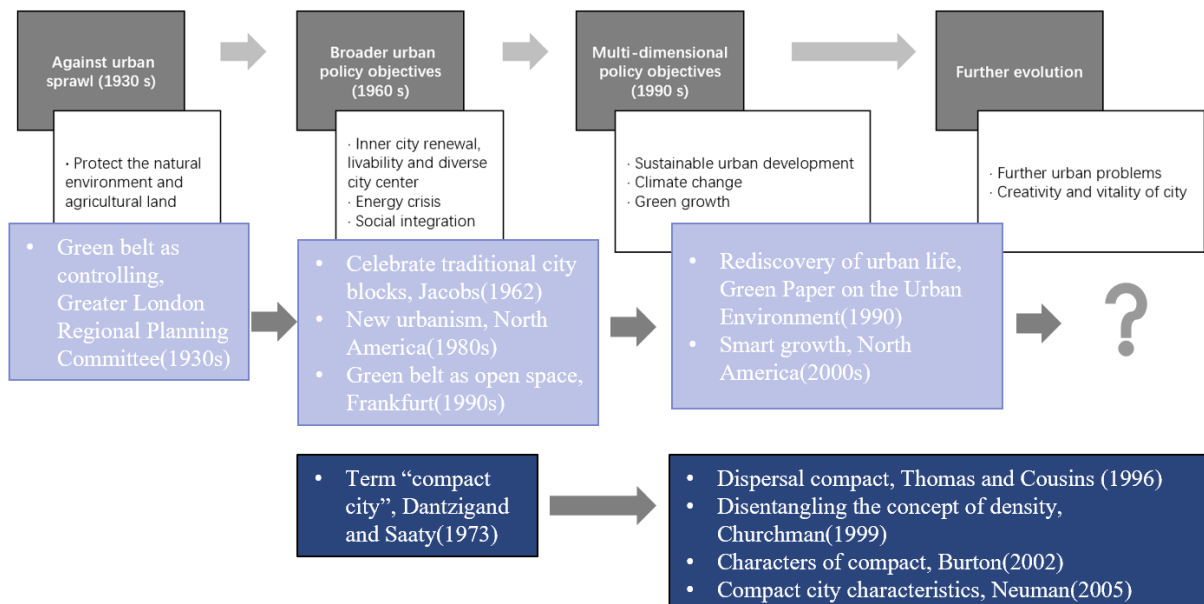 Against urban
sprawl (1930 s)
Broader urban
policy objectives
(1960 s)
Multi-dimensional
policy objectives
(1990 s)
Further evolution
· Protect the natural
environment and
agricultural land
· Inner city renewal,
livability and diverse
city center
· Energy crisis
· Social integration
· Sustainable urban development
· Climate change
· Green growth
· Further urban problems
· Creativity and vitality of city
• Green belt as
controlling,
Greater London
Regional Planning
Committee(1930s)
• Celebrate traditional city
blocks, Jacobs(1962)
• New urbanism, North
America(1980s)
• Green belt as open space,
Frankfurt(1990s)
• Rediscovery of urban life,
Green Paper on the Urban
Environment(1990)
• Smart growth, North
America(2000s)
?
• Term “compact
city”, Dantzigand
and Saaty(1973)
• Dispersal compact, Thomas and Cousins (1996)
• Disentangling the concept of density,
Churchman(1999)
• Characters of compact, Burton(2002)
• Compact city characteristics, Neuman(2005)